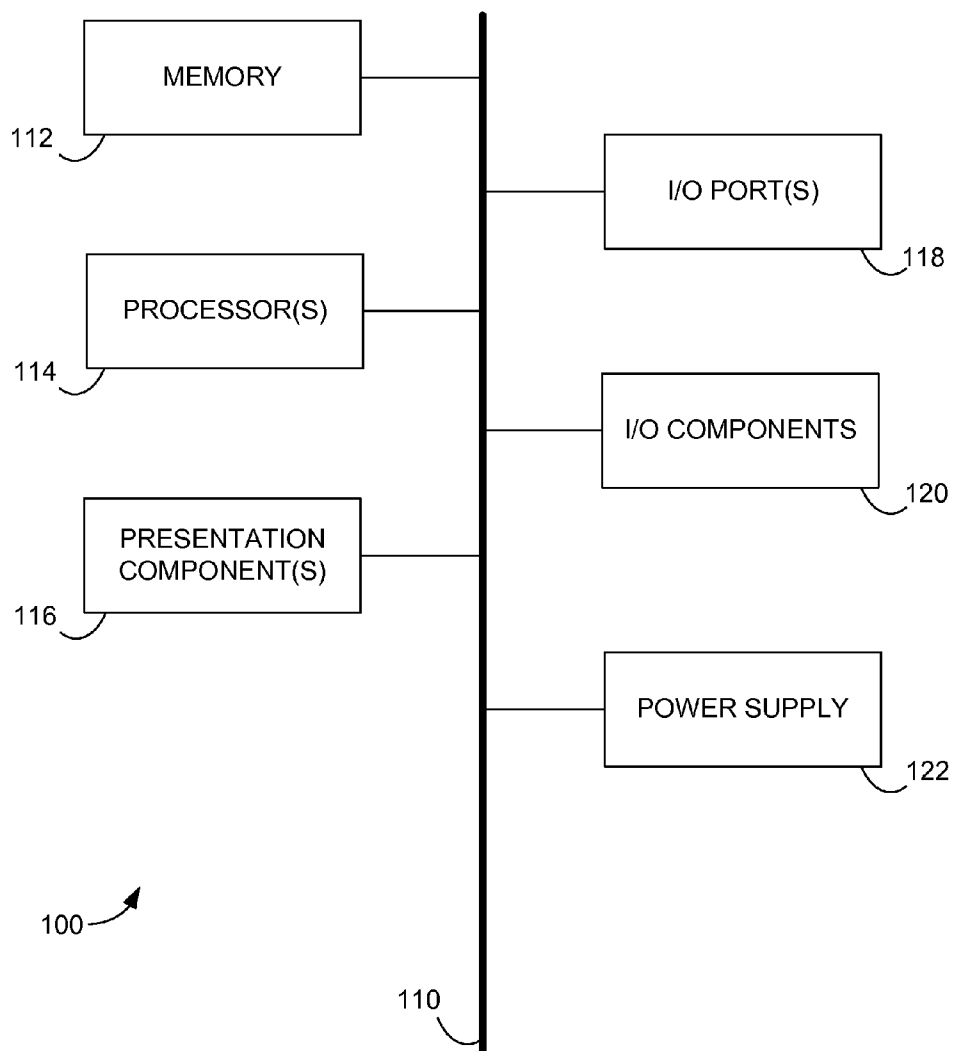 MEMORY
112
I/O PORT(S)
118
PROCESSOR(S)
114
I/O COMPONENTS
120
PRESENTATION
COMPONENT(S)
116
POWER SUPPLY
122
100
110